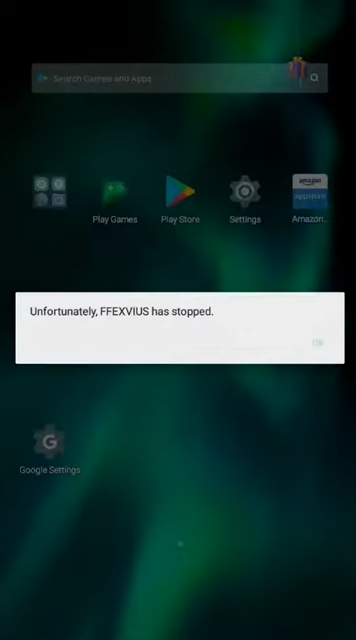 Search Games and Apps
Play Games
Play Store
Settings
amazon
appstore
Amazon...
Unfortunately, FFEXVIUS has stopped.
OK
Google Settings